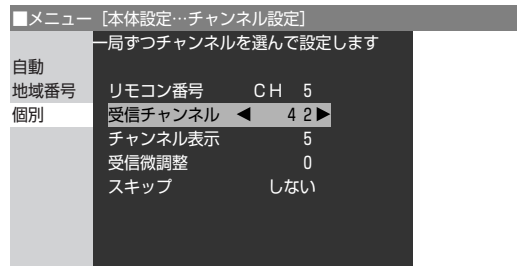 ■メニュー [本体設定…チャンネル設定]
一局ずつチャンネルを選んで設定します
自動
地域番号 リモコン番号 CH 5
個別 受信チャンネル ◀ 42▶
チャンネル表示 5
受信微調整 0
スキップ しない